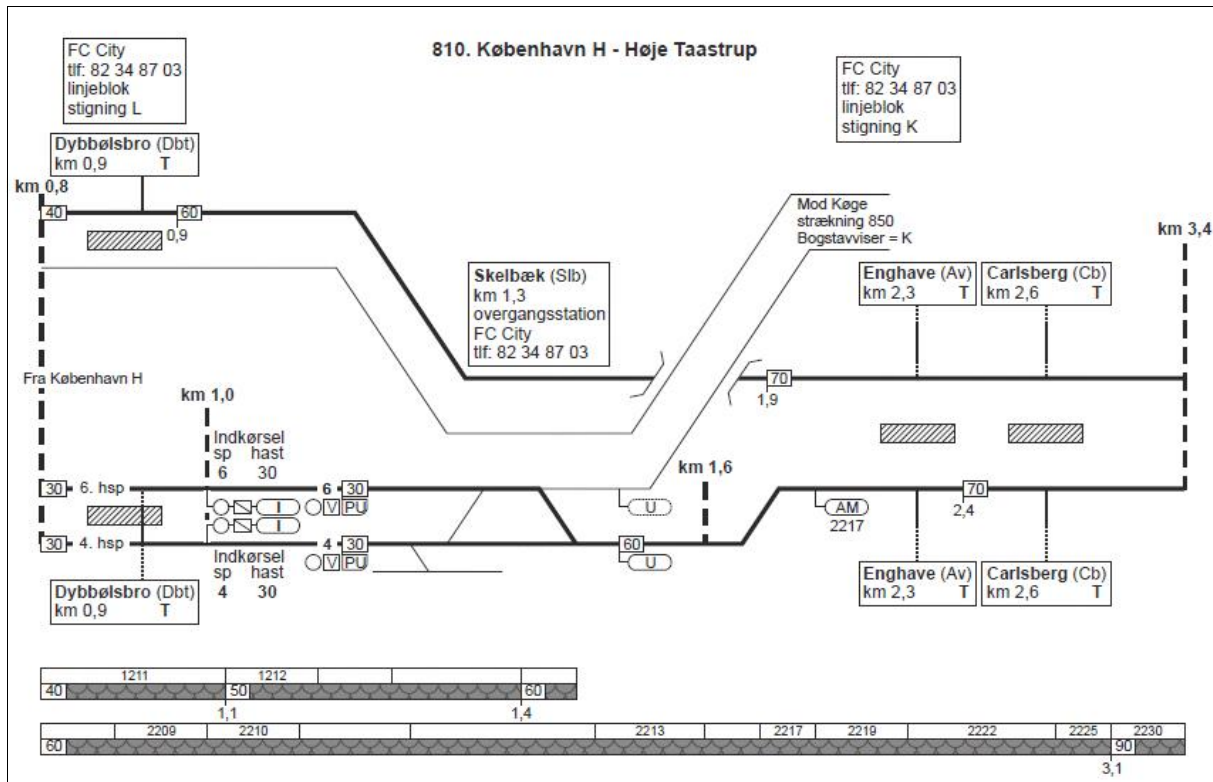 810. København H - Høje Taastrup
FC City
tlf: 82 34 87 03
linjeblok
stigning L
FC City
tlf: 82 34 87 03
linjeblok
stigning K
Dybbølsbro (Dbt)
km 0,9 T
km 0,8
40
60
0,9
Mod Køge
strækning 850
Bogstavviser = K
km 3,4
Skelbæk (Slb)
km 1,3
overgangsstation
FC City
tlf: 82 34 87 03
Enghave (Av)
km 2,3 T
Carlsberg (Cb)
km 2,6 T
Fra København H
70
1,9
km 1,0
Indkørsel
sp hast
6 30
km 1,6
30 6. hsp
6 30
I
V PU
U
70
2,4
AM
2217
I
30 4. hsp
4 30
60
V PU
U
Indkørsel
sp hast
4 30
Dybbølsbro (Dbt)
km 0,9 T
Enghave (Av)
km 2,3 T
Carlsberg (Cb)
km 2,6 T
1211 1212
40 50 60
1,1 1,4
2209 2210 2213 2217 2219 2222 2225 2230
60 90
3,1